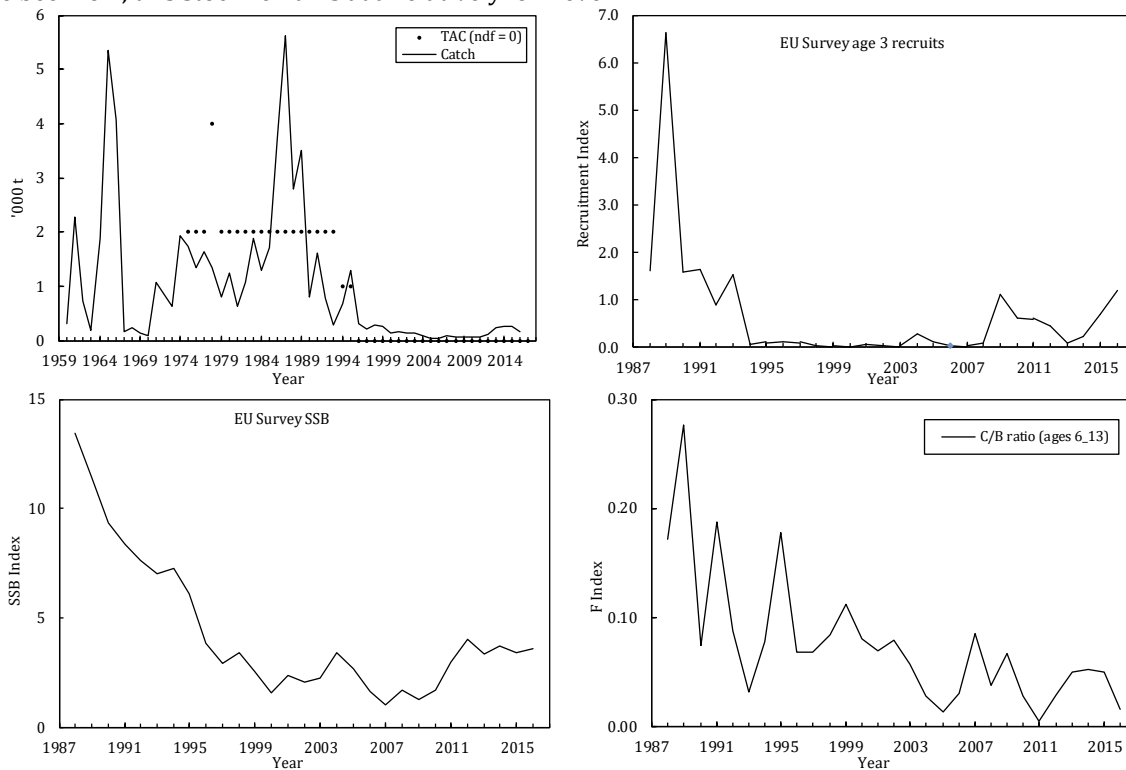 6
5
4
3
2
1
0
'000 t
TAC (ndf = 0)
Catch
1959 1964 1969 1974 1979 1984 1989 1994 1999 2004 2009 2014
Year
7.0
6.0
5.0
4.0
3.0
2.0
1.0
0.0
Recruitment Index
EU Survey age 3 recruits
1987 1991 1995 1999 2003 2007 2011 2015
Year
15
10
5
0
SSB Index
EU Survey SSB
1987 1991 1995 1999 2003 2007 2011 2015
Year
0.30
0.20
0.10
0.00
F Index
C/B ratio (ages 6_13)
1987 1991 1995 1999 2003 2007 2011 2015
Year